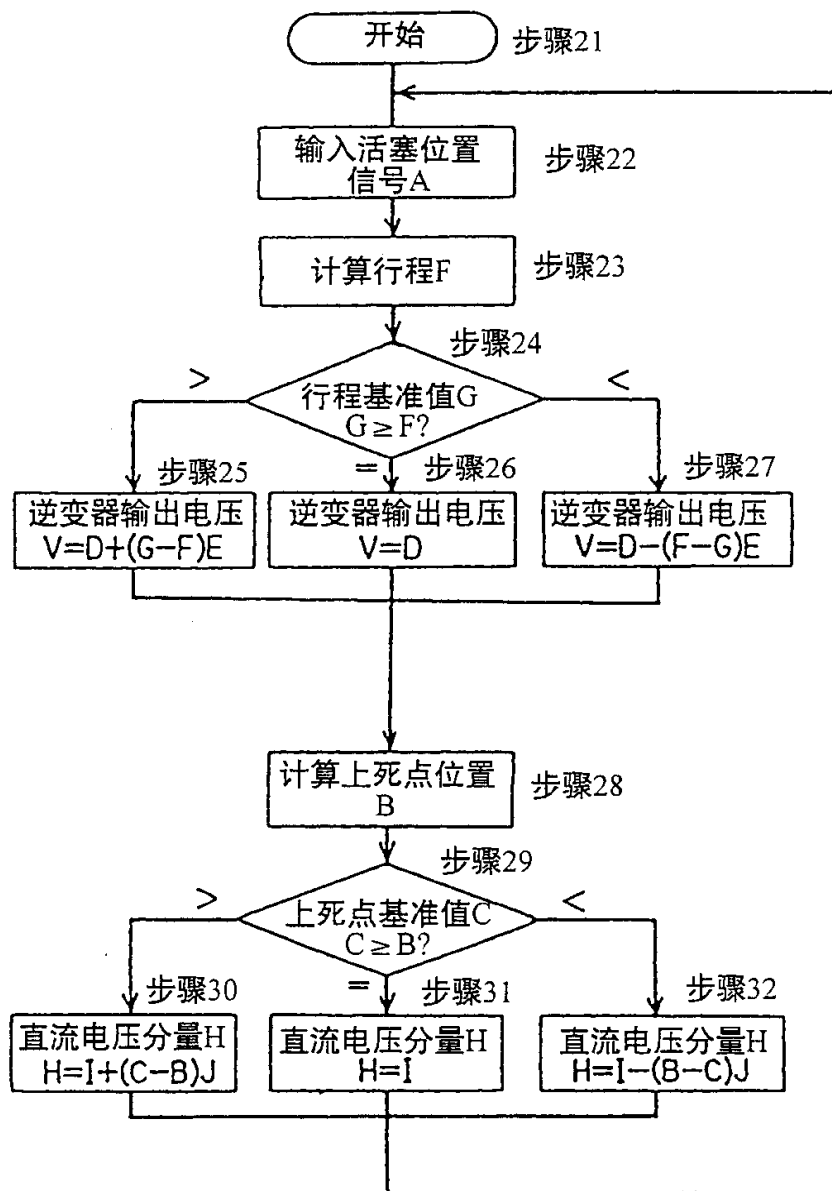 开始
步骤21
输入活塞位置
信号A
步骤22
计算行程F
步骤23
步骤24
>
<
行程基准值G
G≥F?
步骤25
=
步骤26
步骤27
逆变器输出电压
V=D+(G-F)E
逆变器输出电压
V=D
逆变器输出电压
V=D-(F-G)E
计算上死点位置
B
步骤28
步骤29
>
<
上死点基准值C
C≥B?
步骤30
=
步骤31
步骤32
直流电压分量H
H=I+(C-B)J
直流电压分量H
H=I
直流电压分量H
H=I-(B-C)J